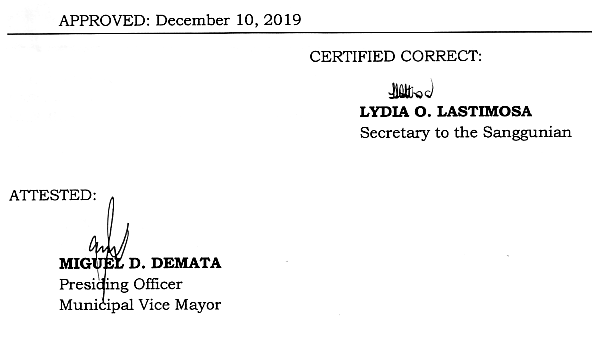 APPROVED: December 10, 2019
CERTIFIED CORRECT:
LYDIA O. LASTIMOSA
Secretary to the Sanggunian
ATTESTED:
MIGUEL D. DEMATA
Presiding Officer
Municipal Vice Mayor